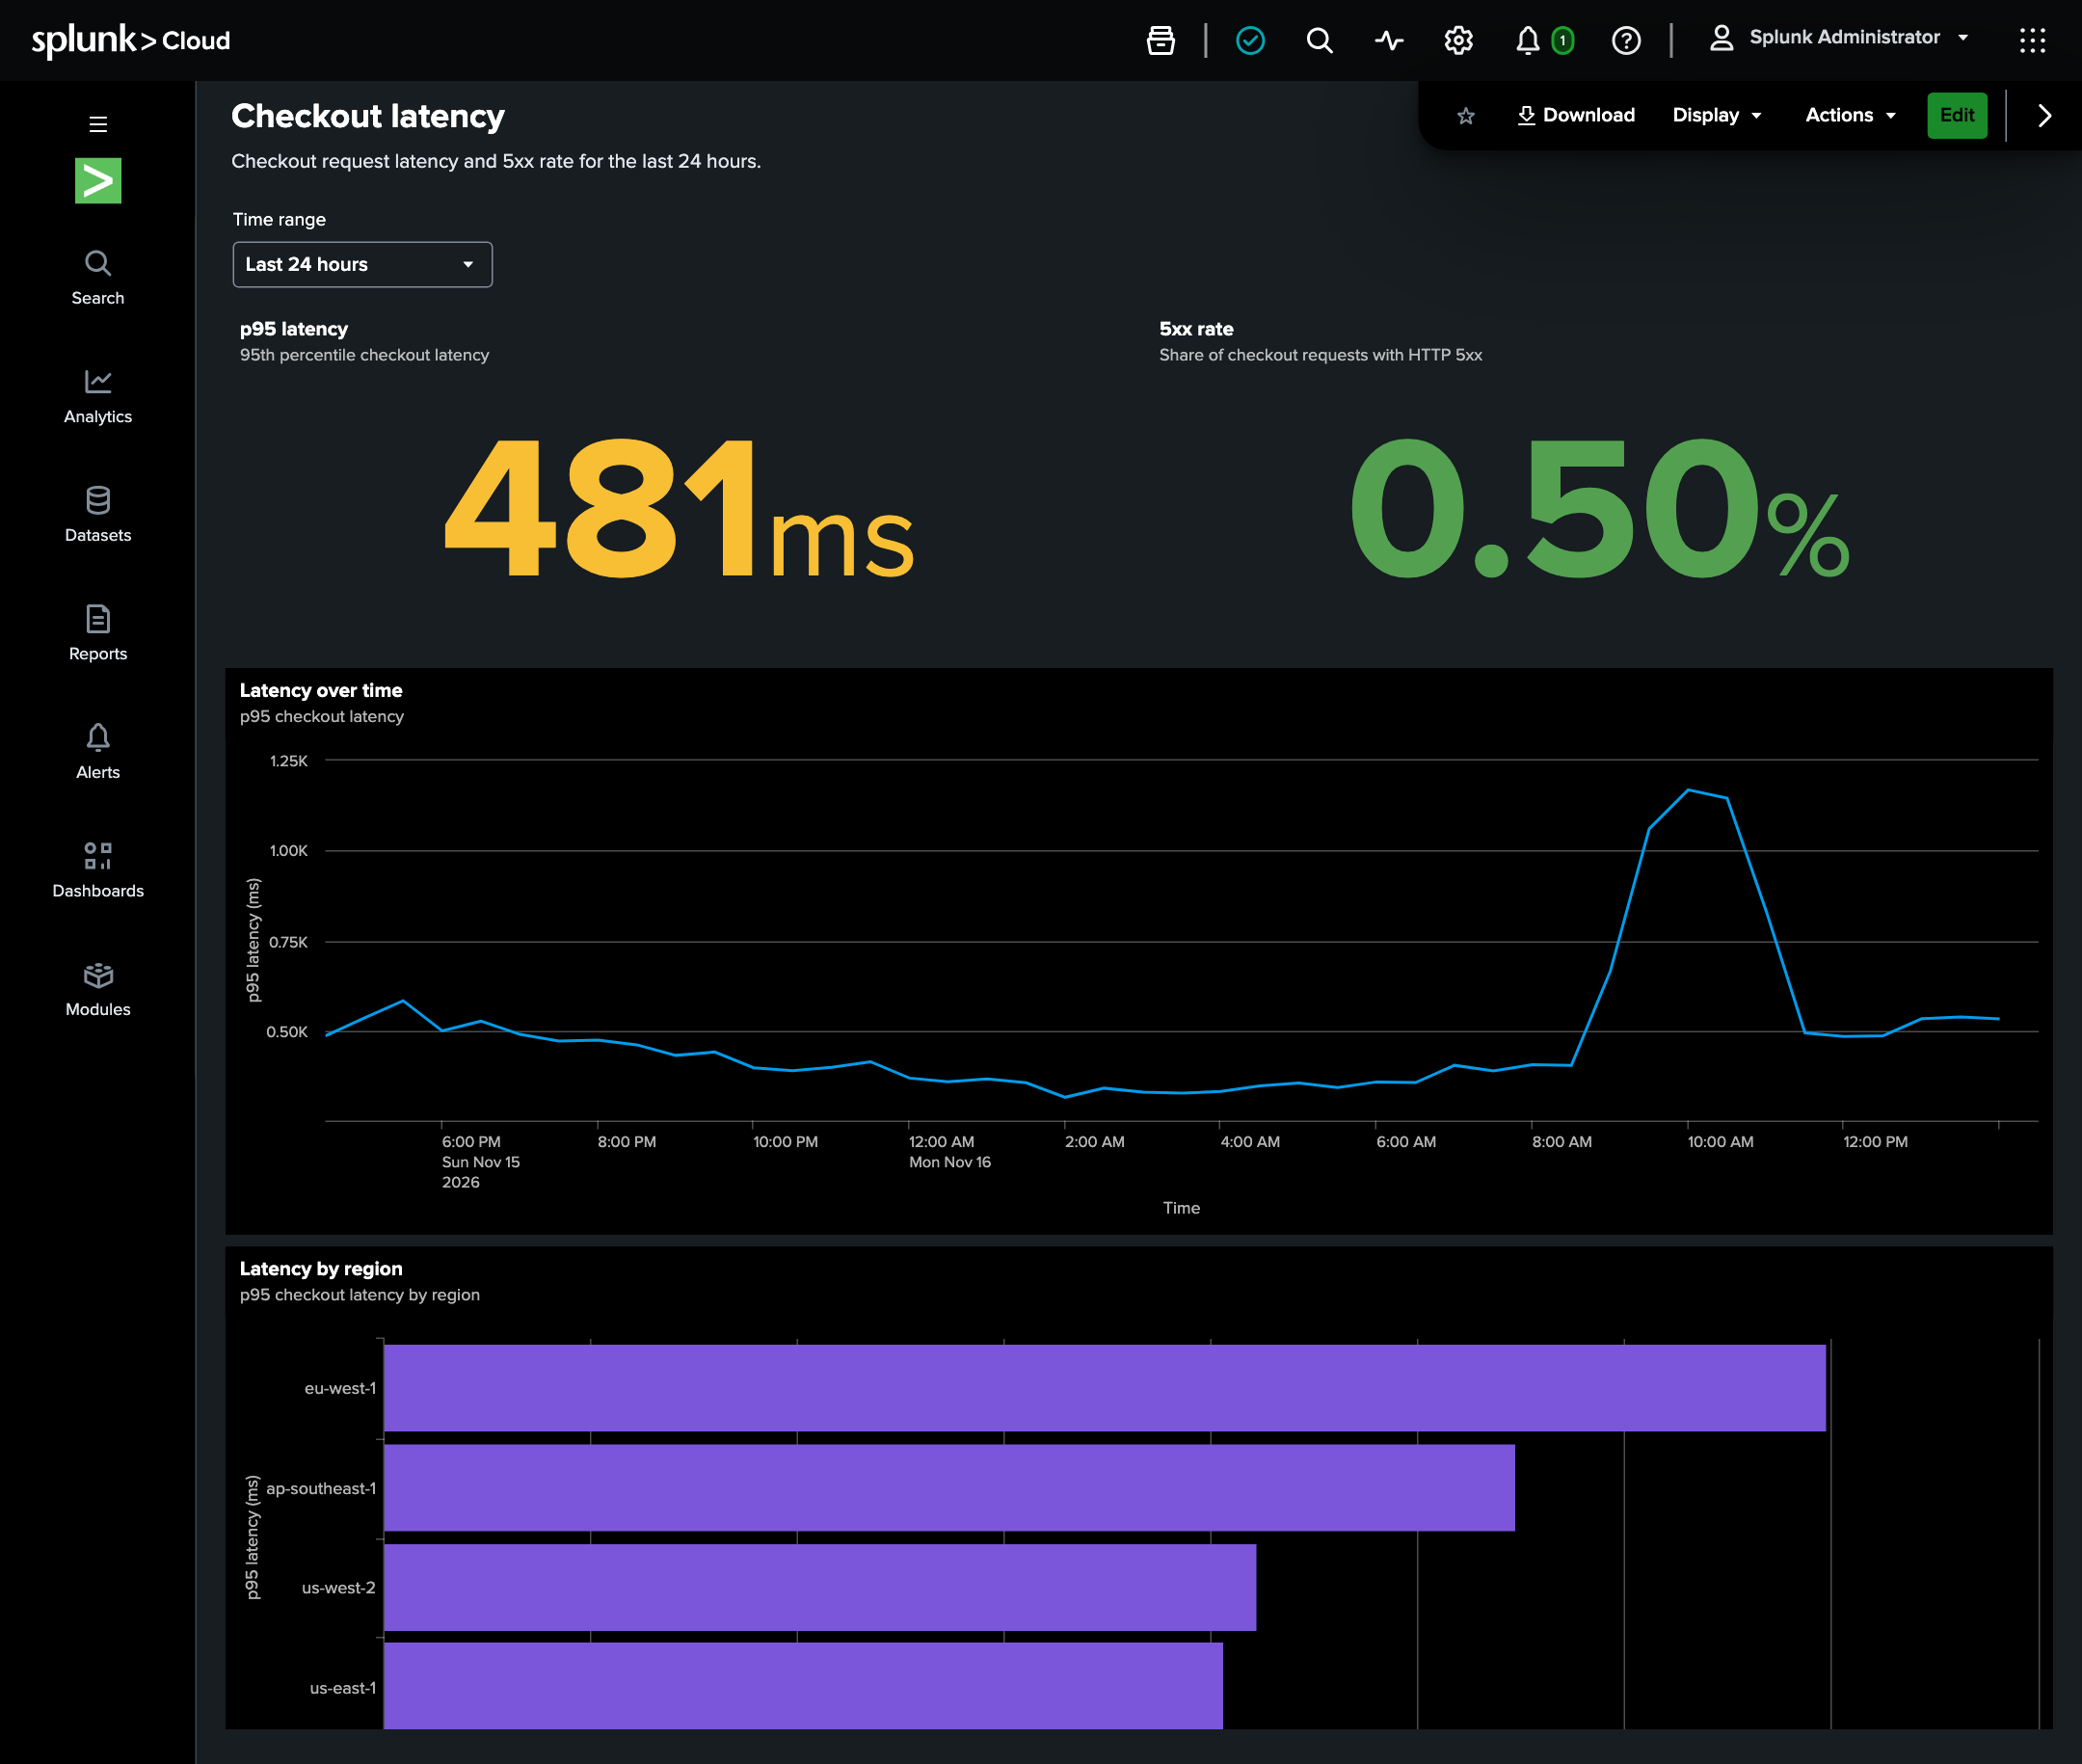 splunk> Cloud
1
Splunk Administrator
Checkout latency
Download
Display
Actions
Edit
Checkout request latency and 5xx rate for the last 24 hours.
Time range
Last 24 hours
Search
Analytics
Datasets
Reports
Alerts
Dashboards
Modules
p95 latency
95th percentile checkout latency
481ms
5xx rate
Share of checkout requests with HTTP 5xx
0.50%
Latency over time
p95 checkout latency
p95 latency (ms)
1.25K
1.00K
0.75K
0.50K
6:00 PM
Sun Nov 15
2026
8:00 PM
10:00 PM
12:00 AM
Mon Nov 16
2:00 AM
4:00 AM
6:00 AM
8:00 AM
10:00 AM
12:00 PM
Time
Latency by region
p95 checkout latency by region
p95 latency (ms)
eu-west-1
ap-southeast-1
us-west-2
us-east-1